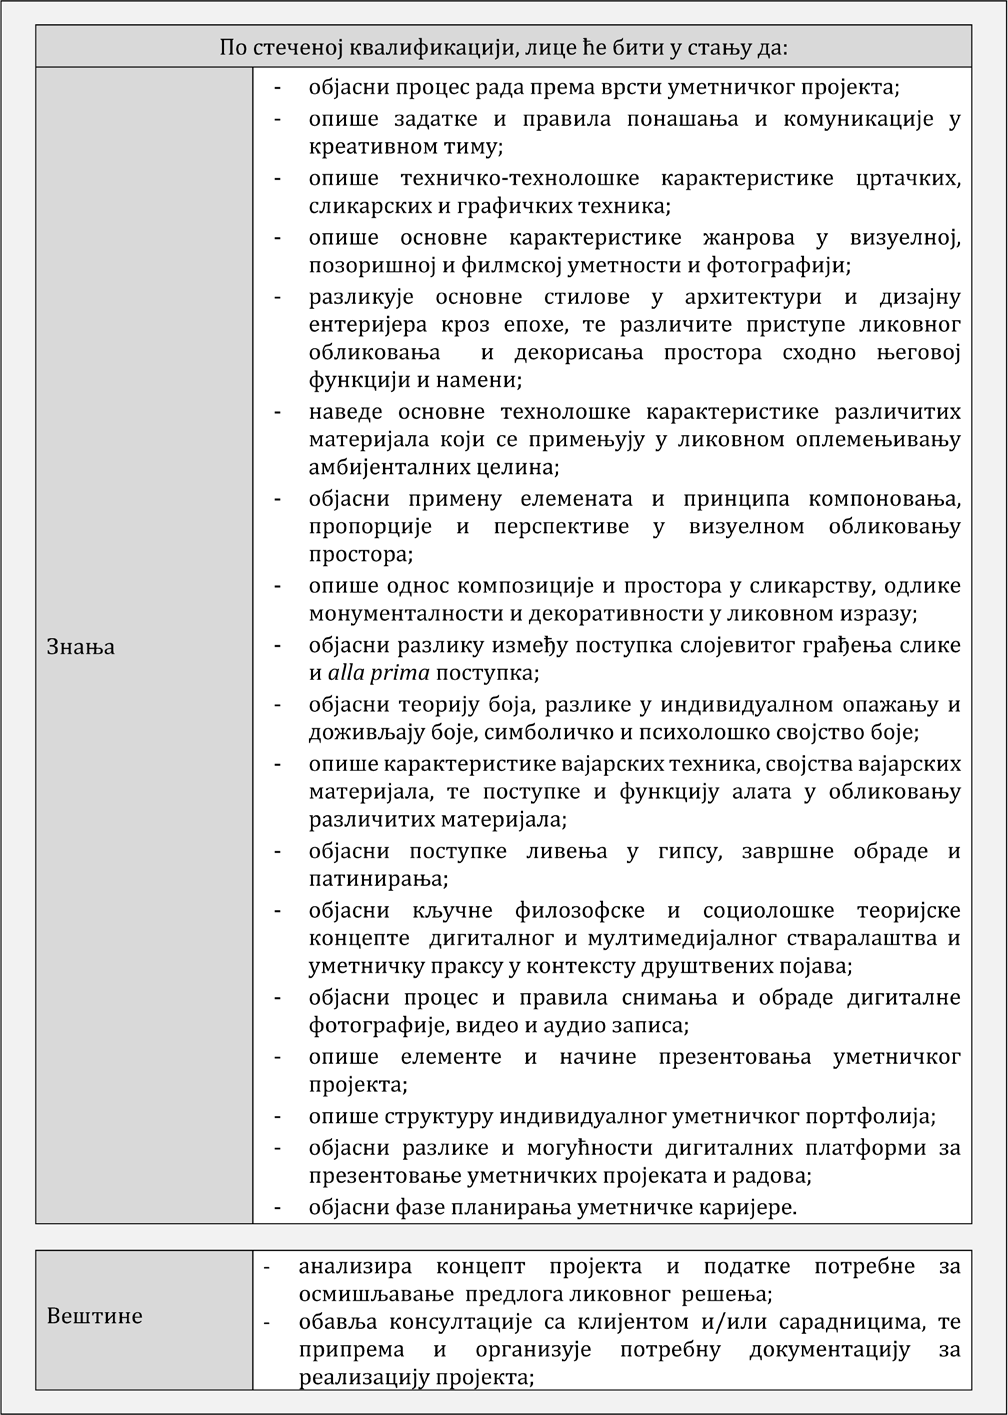 По стеченој квалификацији, лице ће бити у стању да:
Знања
- објасни процес рада према врсти уметничког пројекта;
- опише задатке и правила понашања и комуникације у
креативном тиму;
- опише техничко-технолошке карактеристике цртачких,
сликарских и графичких техника;
- опише основне карактеристике жанрова у визуелној,
позоришној и филмској уметности и фотографији;
- разликује основне стилове у архитектури и дизајну
ентеријера кроз епохе, те различите приступе ликовног
обликовања и декорисања простора сходно његовој
функцији и намени;
- наведе основне технолошке карактеристике различитих
материјала који се примењују у ликовном оплемењивању
амбијенталних целина;
- објасни примену елемената и принципа компоновања,
пропорције и перспективе у визуелном обликовању
простора;
- опише однос композиције и простора у сликарству, одлике
монументалности и декоративности у ликовном изразу;
- објасни разлику између поступка слојевитог грађења слике
и alla prima поступка;
- објасни теорију боја, разлике у индивидуалном опажању и
доживљају боје, симболичко и психолошко својство боје;
- опише карактеристике вајарских техника, својства вајарских
материјала, те поступке и функцију алата у обликовању
различитих материјала;
- објасни поступке ливења у гипсу, завршне обраде и
патинирања;
- објасни кључне филозофске и социолошке теоријске
концепте дигиталног и мултимедијалног стваралаштва и
уметничку праксу у контексту друштвених појава;
- објасни процес и правила снимања и обраде дигиталне
фотографије, видео и аудио записа;
- опише елементе и начине презентовања уметничког
пројекта;
- опише структуру индивидуалног уметничког портфолија;
- објасни разлике и могућности дигиталних платформи за
презентовање уметничких пројеката и радова;
- објасни фазе планирања уметничке каријере.
Вештине
- анализира концепт пројекта и податке потребне за
осмишљавање предлога ликовног решења;
- обавља консултације са клијентом и/или сарадницима, те
припрема и организује потребну документацију за
реализацију пројекта;